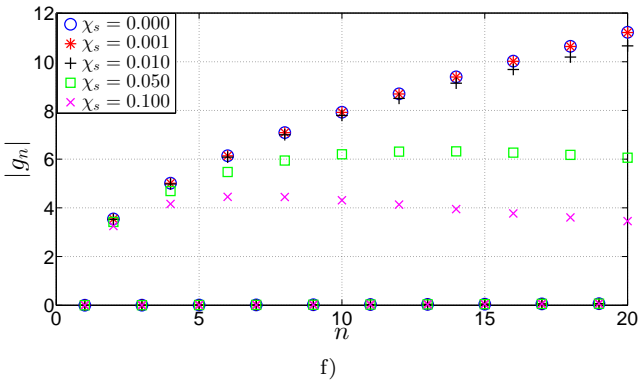 12
10
8
6
4
2
0
|g_n|
χ_s = 0.000
χ_s = 0.001
χ_s = 0.010
χ_s = 0.050
χ_s = 0.100
0 5 10 15 20
n
f)